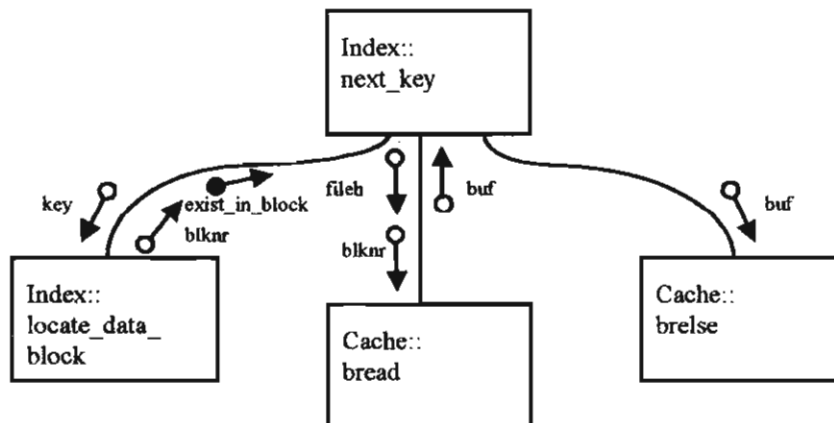 Index::
next_key
key
exist_in_block
blknr
fileh
buf
blknr
buf
Index::
locate_data_
block
Cache::
bread
Cache::
brelse